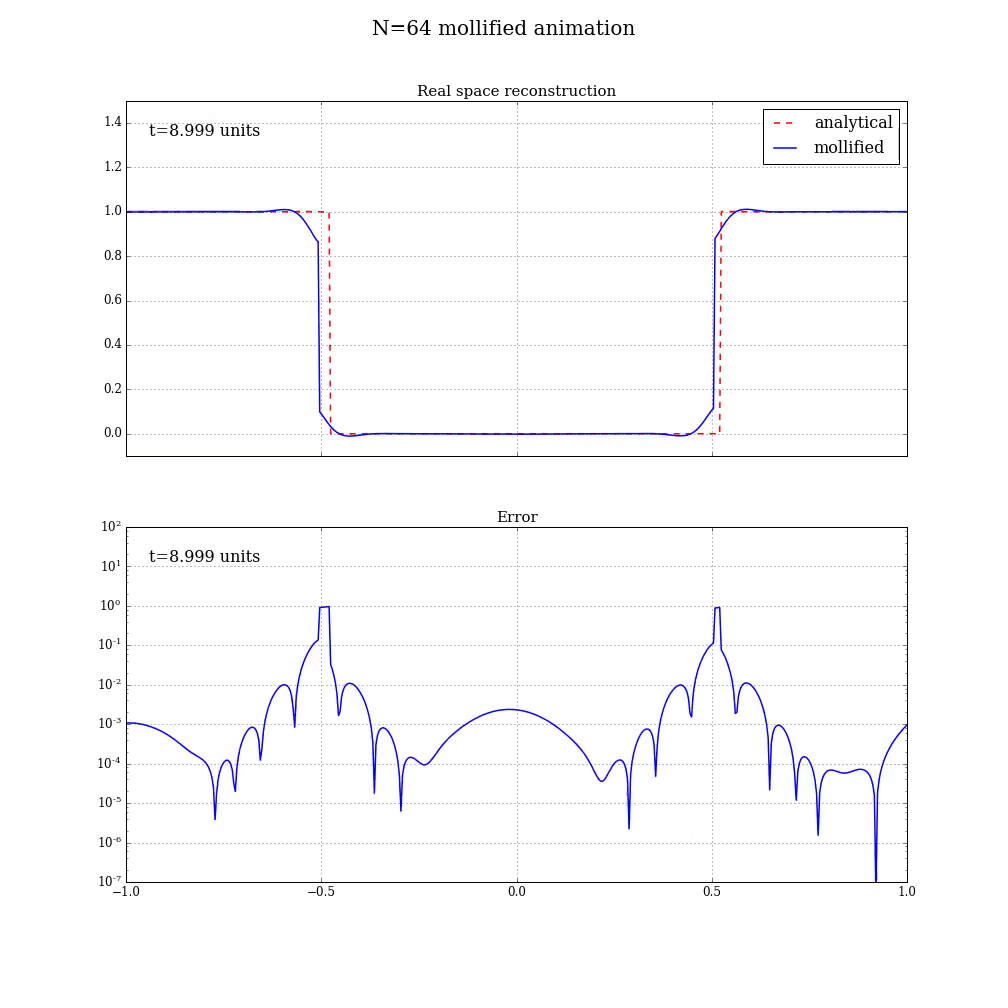 N=64 mollified animation
Real space reconstruction
t=8.999 units
analytical
mollified
1.4
1.2
1.0
0.8
0.6
0.4
0.2
0.0
Error
t=8.999 units
10²
10¹
10⁰
10⁻¹
10⁻²
10⁻³
10⁻⁴
10⁻⁵
10⁻⁶
10⁻⁷
−1.0 −0.5 0.0 0.5 1.0